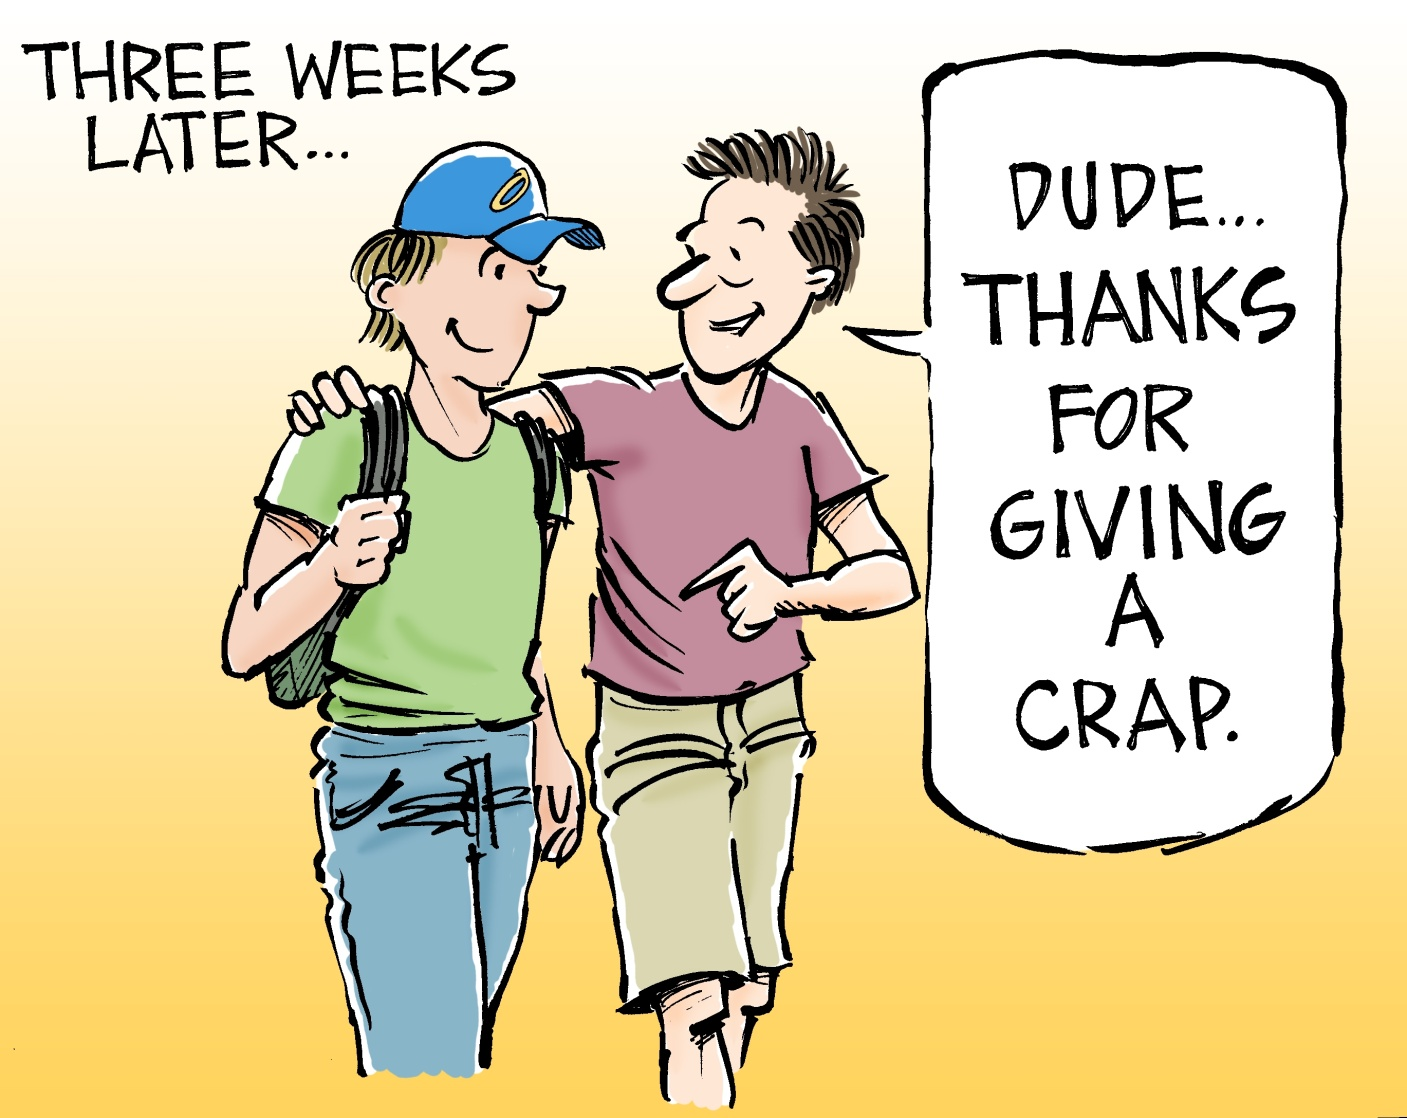 THREE WEEKS
LATER...
DUDE...
THANKS
FOR
GIVING
A
CRAP.